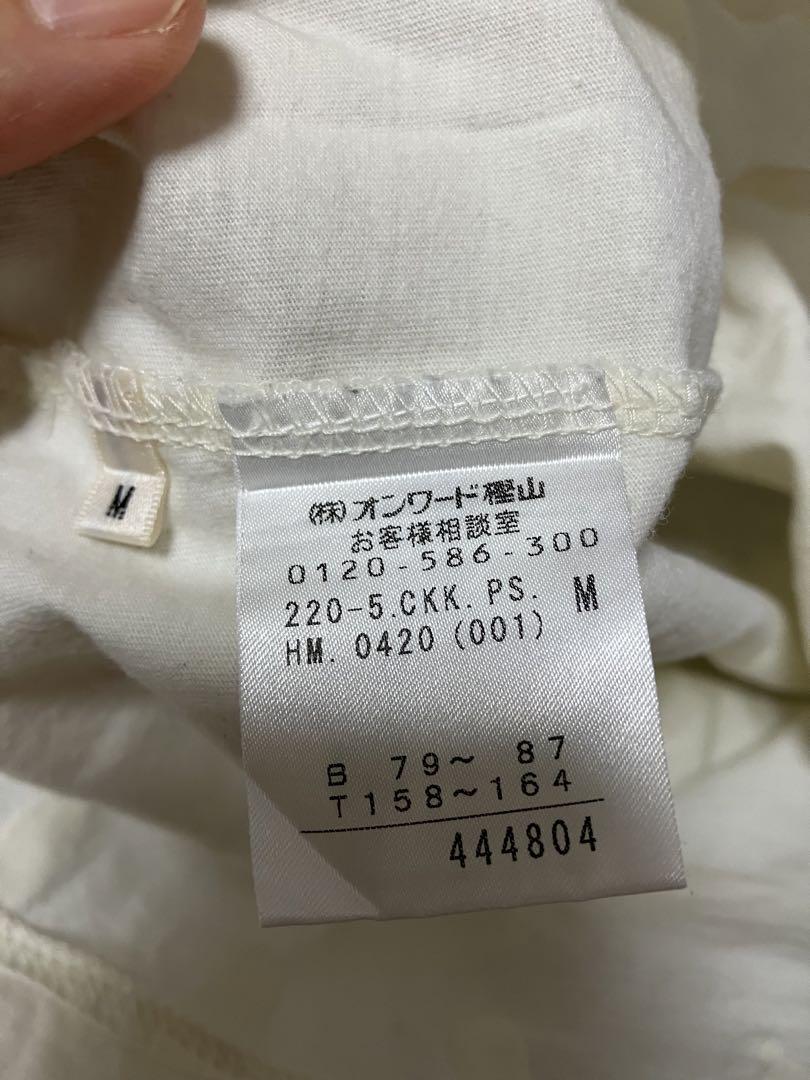 M
(株)オンワード樫山
お客様相談室
0120-586-300
220-5.CKK.PS. M
HM. 0420 (001)
B 79～ 87
T158～164
444804